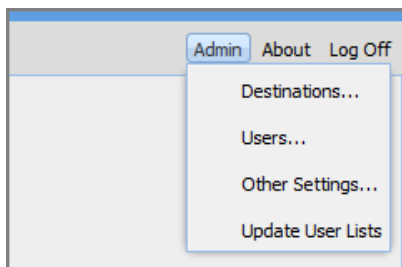 Admin About Log Off
Destinations...
Users...
Other Settings...
Update User Lists